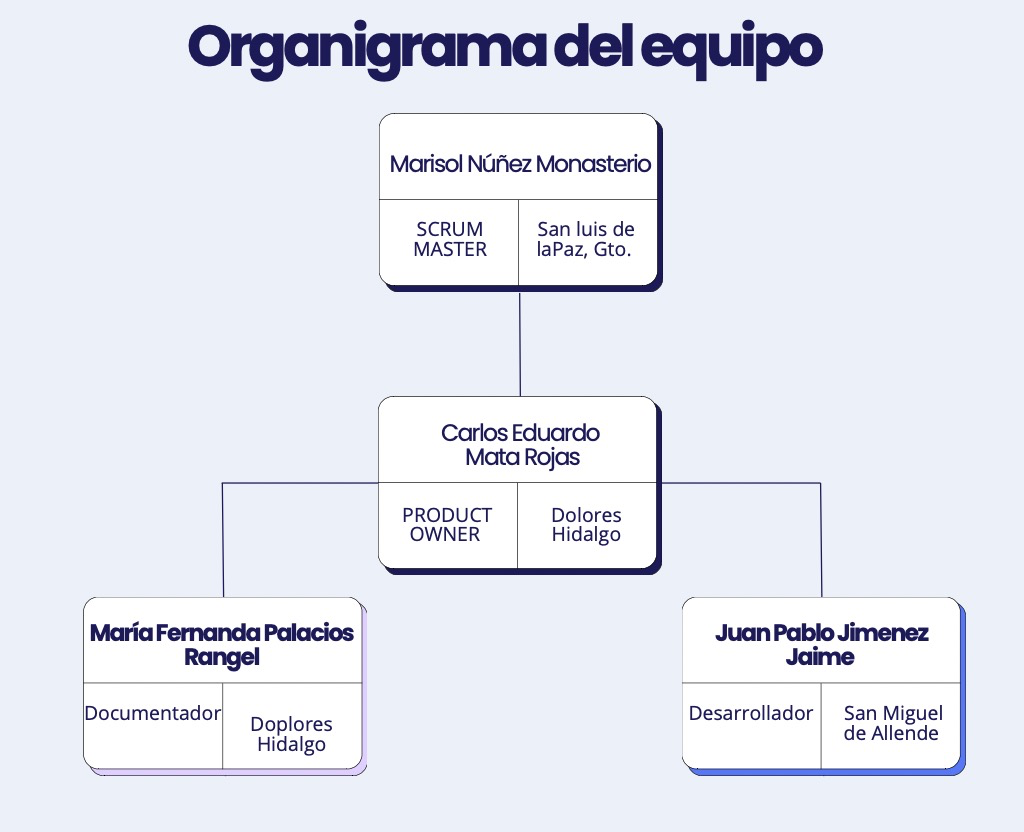 Organigrama del equipo
Marisol Núñez Monasterio
SCRUM
MASTER
San luis de
laPaz, Gto.
Carlos Eduardo
Mata Rojas
PRODUCT
OWNER
Dolores
Hidalgo
María Fernanda Palacios
Rangel
Documentador
Doplores
Hidalgo
Juan Pablo Jimenez
Jaime
Desarrollador
San Miguel
de Allende